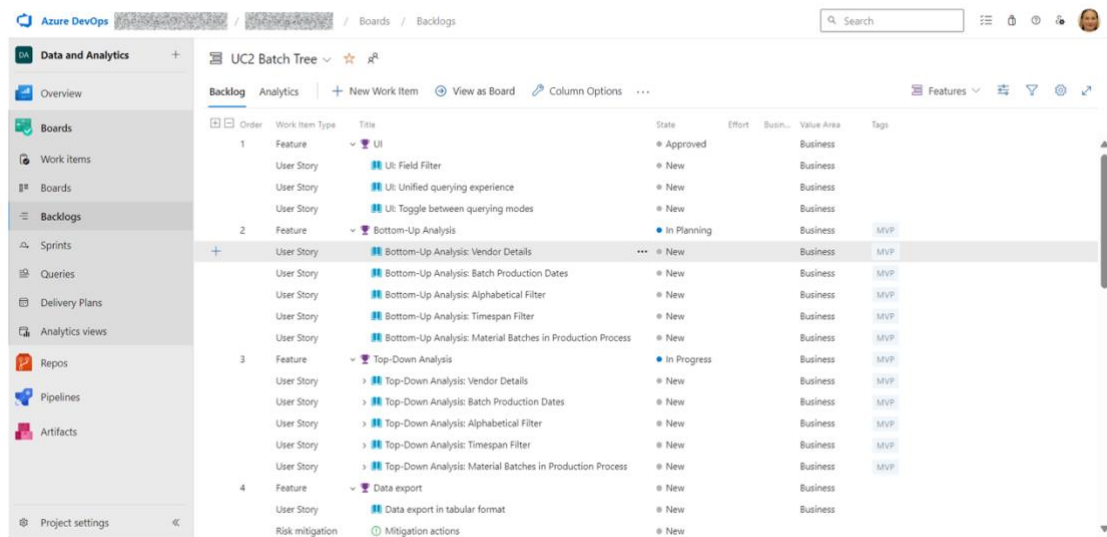 Azure DevOps / / Boards / Backlogs Search
DA Data and Analytics +
UC2 Batch Tree
Overview
Backlog Analytics + New Work Item View as Board Column Options ... Features
Boards
Order Work Item Type Title State Effort Busin... Value Area Tags
1 Feature UI Approved Business
Work items
User Story UI: Field Filter New Business
Boards
User Story UI: Unified querying experience New Business
Backlogs
User Story UI: Toggle between querying modes New Business
2 Feature Bottom-Up Analysis In Planning Business MVP
Sprints
User Story Bottom-Up Analysis: Vendor Details ... New Business MVP
Queries
User Story Bottom-Up Analysis: Batch Production Dates New Business MVP
Delivery Plans
User Story Bottom-Up Analysis: Alphabetical Filter New Business MVP
User Story Bottom-Up Analysis: Timespan Filter New Business MVP
Analytics views
User Story Bottom-Up Analysis: Material Batches in Production Process New Business MVP
Repos
3 Feature Top-Down Analysis In Progress Business
User Story Top-Down Analysis: Vendor Details New Business MVP
Pipelines
User Story Top-Down Analysis: Batch Production Dates New Business MVP
User Story Top-Down Analysis: Alphabetical Filter New Business MVP
Artifacts
User Story Top-Down Analysis: Timespan Filter New Business MVP
User Story Top-Down Analysis: Material Batches in Production Process New Business MVP
4 Feature Data export New Business
User Story Data export in tabular format New Business
Project settings
Risk mitigation Mitigation actions New